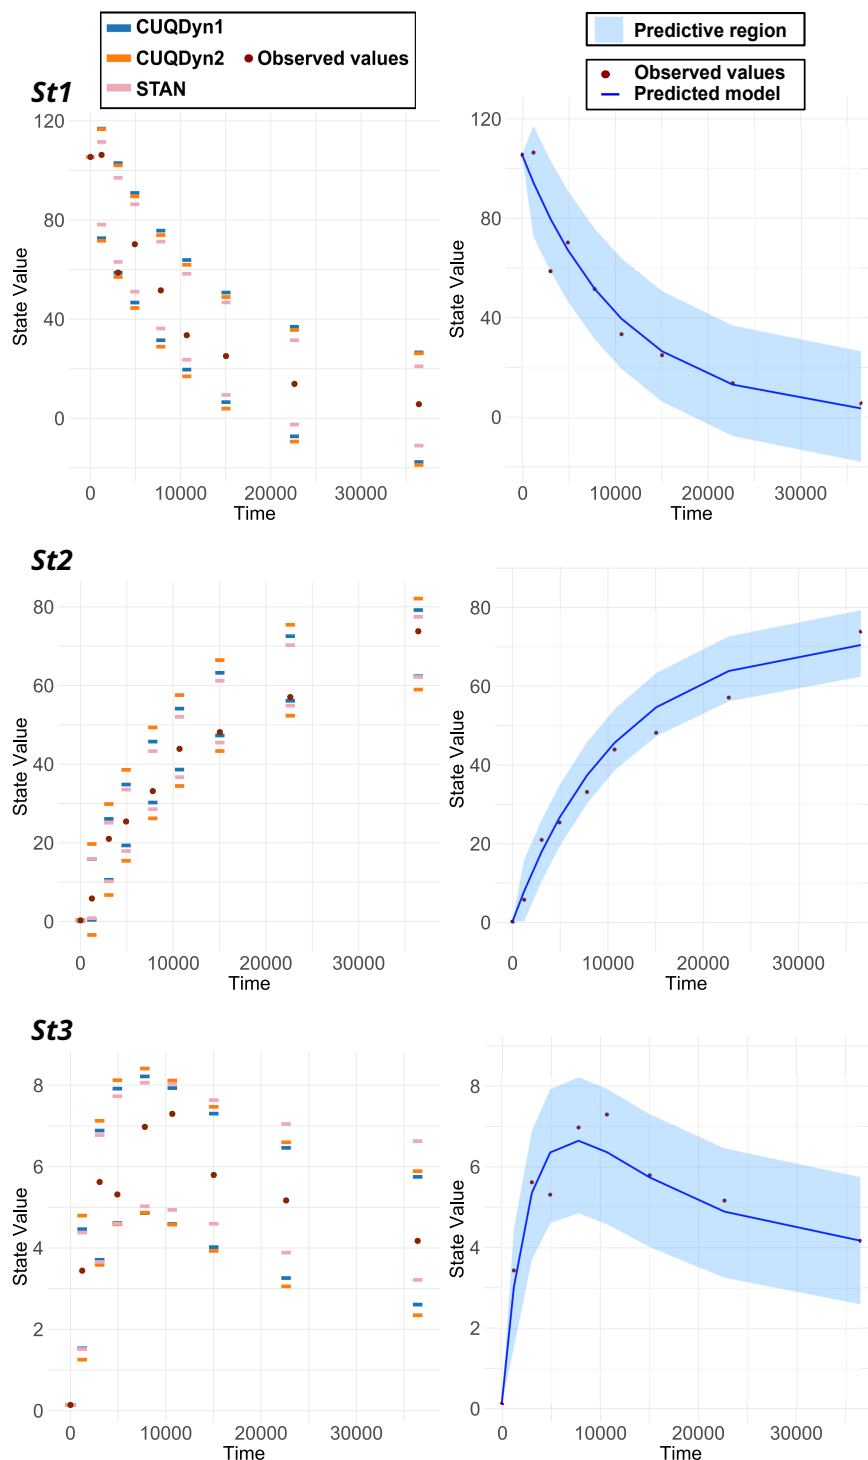 CUQDyn1
CUQDyn2 Observed values
STAN
Predictive region
Observed values
Predicted model
St1
120
80
40
0
State Value
0 10000 20000 30000
Time
120
80
40
0
State Value
0 10000 20000 30000
Time
St2
80
60
40
20
0
State Value
0 10000 20000 30000
Time
80
60
40
20
0
State Value
0 10000 20000 30000
Time
St3
8
6
4
2
0
State Value
0 10000 20000 30000
Time
8
6
4
2
0
State Value
0 10000 20000 30000
Time